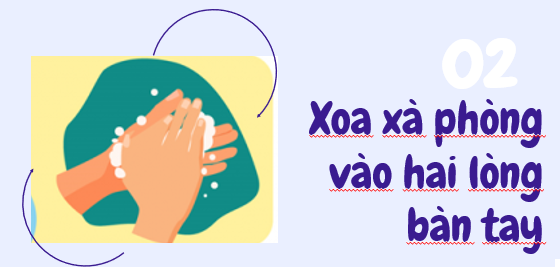 02
Xoa xà phòng
vào hai lòng
bàn tay